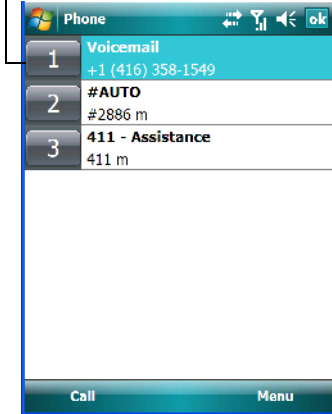 Phone ok
1 Voicemail
+1 (416) 358-1549
2 #AUTO
#2886 m
3 411 - Assistance
411 m
Call Menu